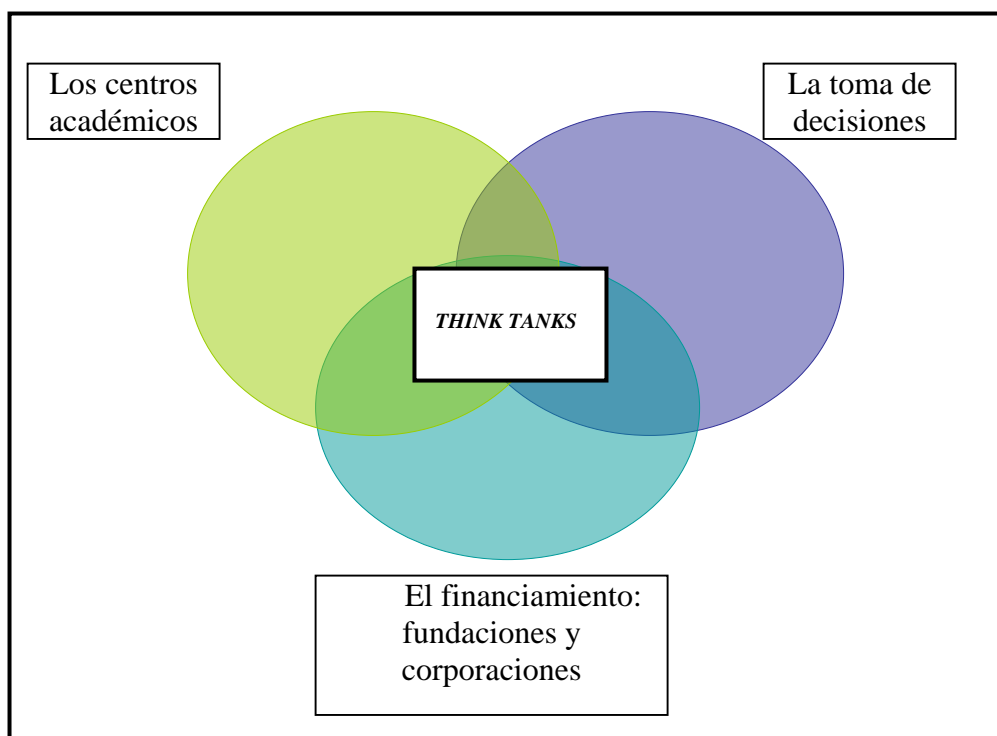 Los centros
académicos
La toma de
decisiones
THINK TANKS
El financiamiento:
fundaciones y
corporaciones